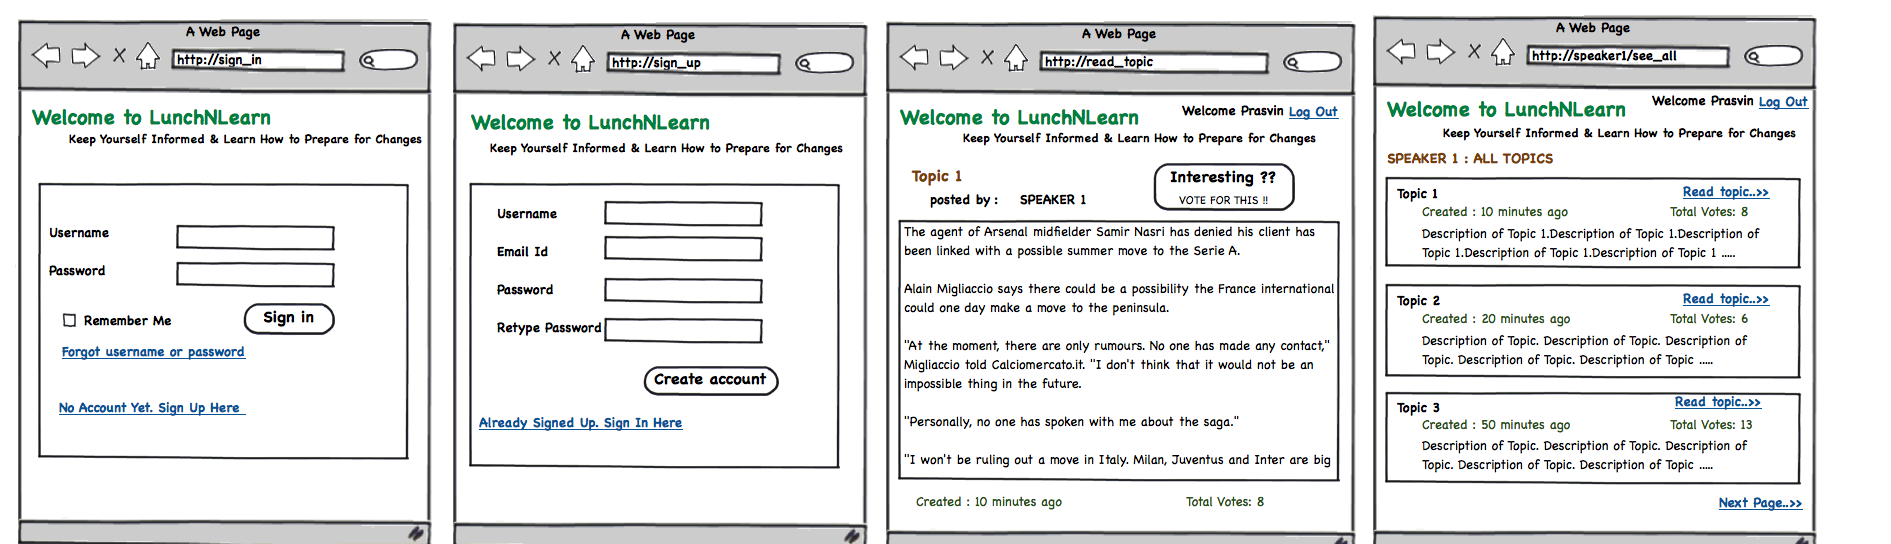 A Web Page
http://sign_in
Welcome to LunchNLearn
Keep Yourself Informed & Learn How to Prepare for Changes
Username
Password
Remember Me
Sign in
Forgot username or password
No Account Yet. Sign Up Here
A Web Page
http://sign_up
Welcome to LunchNLearn
Keep Yourself Informed & Learn How to Prepare for Changes
Username
Email Id
Password
Retype Password
Create account
Already Signed Up. Sign In Here
A Web Page
http://read_topic
Welcome Prasvin Log Out
Welcome to LunchNLearn
Keep Yourself Informed & Learn How to Prepare for Changes
Topic 1
Interesting ??
posted by : SPEAKER 1
VOTE FOR THIS !!
The agent of Arsenal midfielder Samir Nasri has denied his client has
been linked with a possible summer move to the Serie A.
Alain Migliaccio says there could be a possibility the France international
could one day make a move to the peninsula.
"At the moment, there are only rumours. No one has made any contact,"
Migliaccio told Calciomercato.it. "I don't think that it would not be an
impossible thing in the future.
"Personally, no one has spoken with me about the saga."
"I won't be ruling out a move in Italy. Milan, Juventus and Inter are big
Created : 10 minutes ago Total Votes: 8
A Web Page
http://speaker1/see_all
Welcome Prasvin Log Out
Welcome to LunchNLearn
Keep Yourself Informed & Learn How to Prepare for Changes
SPEAKER 1 : ALL TOPICS
Topic 1 Read topic..>>
Created : 10 minutes ago Total Votes: 8
Description of Topic 1.Description of Topic 1.Description of
Topic 1.Description of Topic 1.Description of Topic 1 .....
Topic 2 Read topic..>>
Created : 20 minutes ago Total Votes: 6
Description of Topic. Description of Topic. Description of
Topic. Description of Topic. Description of Topic .....
Topic 3 Read topic..>>
Created : 50 minutes ago Total Votes: 13
Description of Topic. Description of Topic. Description of
Topic. Description of Topic. Description of Topic .....
Next Page..>>